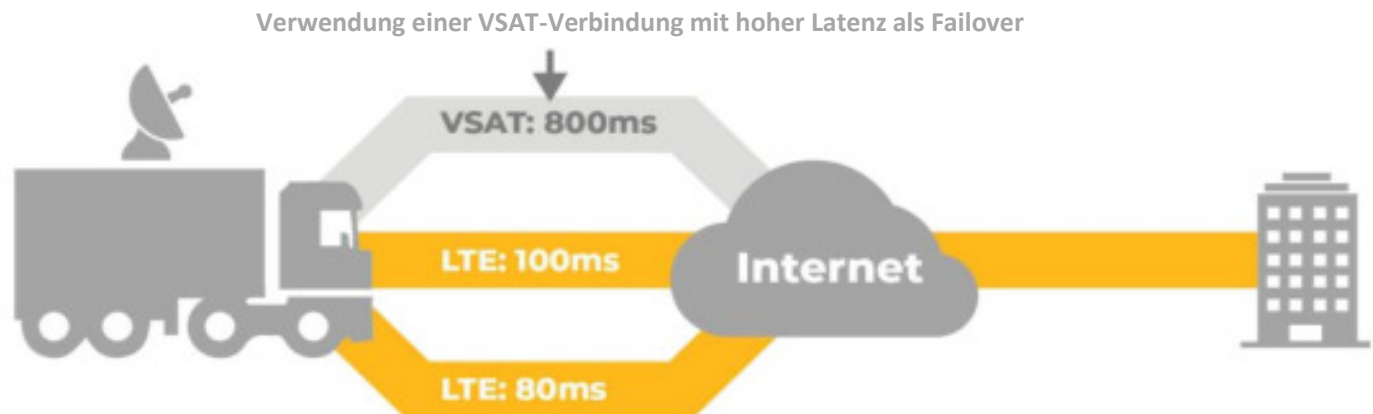 Verwendung einer VSAT-Verbindung mit hoher Latenz als Failover
VSAT: 800ms
LTE: 100ms
Internet
LTE: 80ms